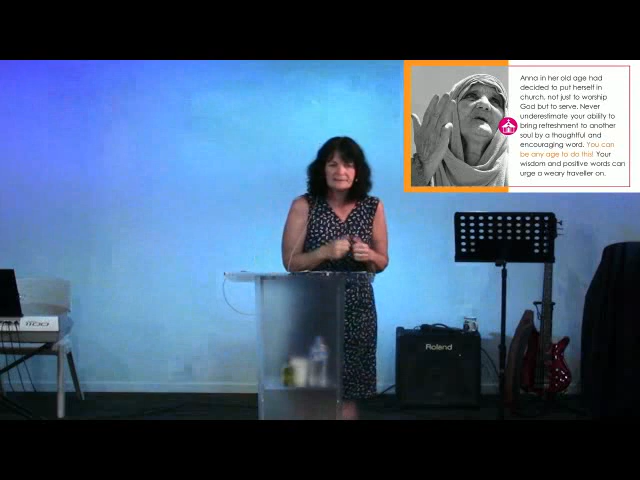 Anna in her old age had
decided to put herself in
church, not just to worship
God but to serve. Never
underestimate your ability to
bring refreshment to another
soul by a thoughtful and
encouraging word. You can
be any age to do this! Your
wisdom and positive words can
urge a weary traveller on.
Roland